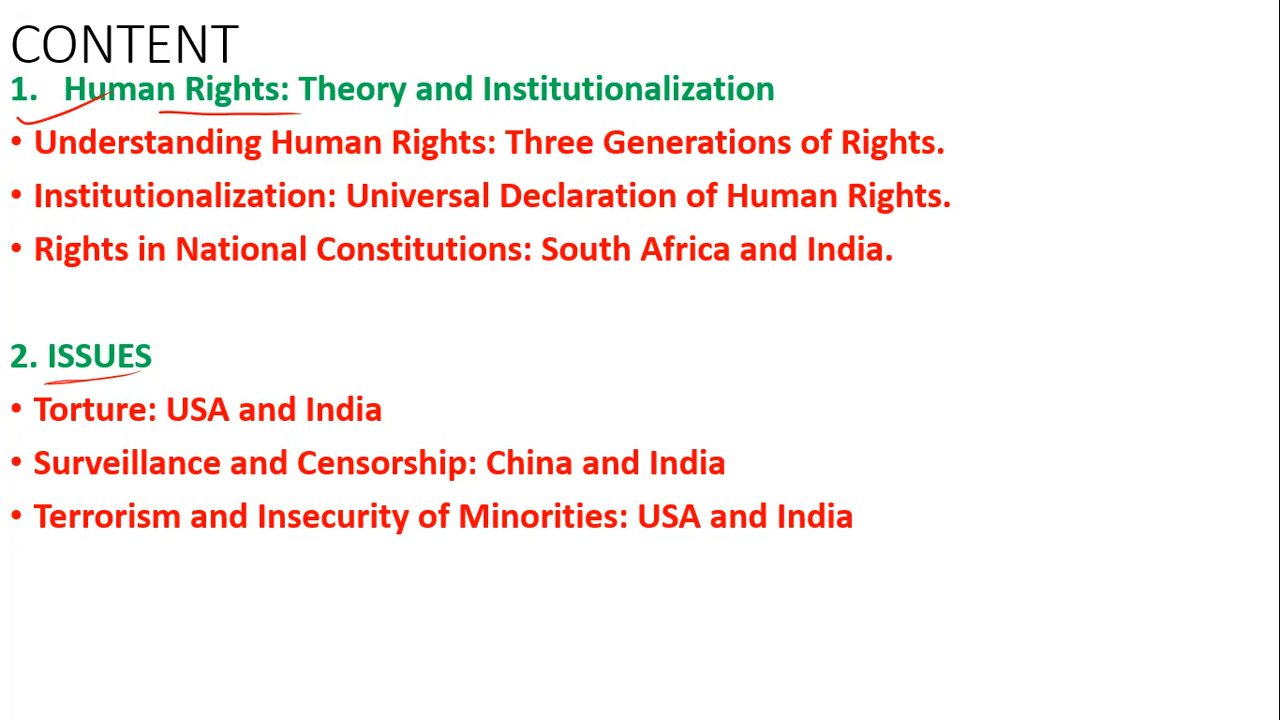 CONTENT
1. Human Rights: Theory and Institutionalization
• Understanding Human Rights: Three Generations of Rights.
• Institutionalization: Universal Declaration of Human Rights.
• Rights in National Constitutions: South Africa and India.
2. ISSUES
• Torture: USA and India
• Surveillance and Censorship: China and India
• Terrorism and Insecurity of Minorities: USA and India